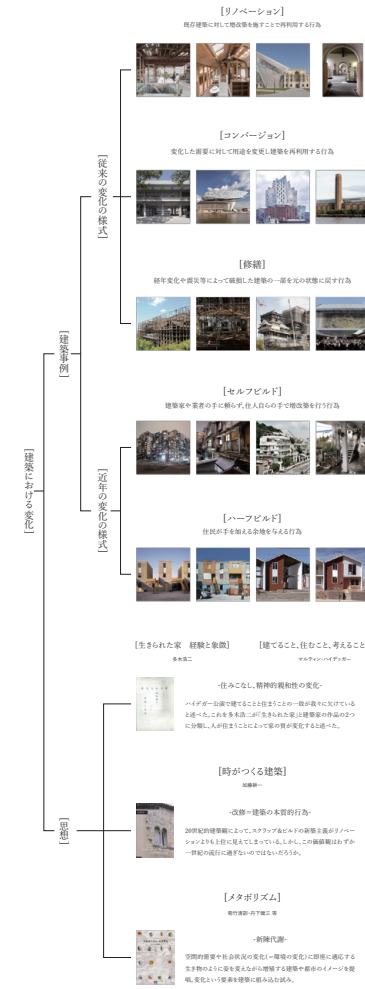 [リノベーション]
既存建築に対して増改築を施すことで再利用する行為
[従来の変化の様式]
[コンバージョン]
変化した需要に対して用途を変更し建築を再利用する行為
[修繕]
経年変化や震災等によって破損した建築の一部を元の状態に戻す行為
[建築事例]
[セルフビルド]
建築家や業者の手に頼らず、住人自らの手で増改築を行う行為
[建築における変化]
[近年の変化の様式]
[ハーフビルド]
住民が手を加える余地を与える行為
[生きられた家 経験と象徴]
多木浩二
[建てること、住むこと、考えること
マルティン・ハイデッガー
-住みこなし、精神的親和性の変化-
ハイデガー公演で建てることと住まうことの一致が我々に欠けている
と述べた。これを多木浩二が「生きられた家」と建築家の作品の2つ
に分類し、人が住まうことによって家の質が変化すると述べた。
[時がつくる建築]
加藤耕一
[思想]
-改修=建築の本質的行為-
20世紀的建築観によって、スクラップ&ビルドの新築主義がリノベー
ションよりも上位に見えてしまっている。しかし、この価値観はわずか
一世紀の流行に過ぎないのではないだろうか。
[メタボリズム]
菊竹清訓・丹下健三 等
-新陳代謝-
空間的需要や社会状況の変化(=環境の変化)に即座に適応する
生き物のように姿を変えながら増築する建築や都市のイメージを提
唱。変化という要素を建築に組み込む試み。